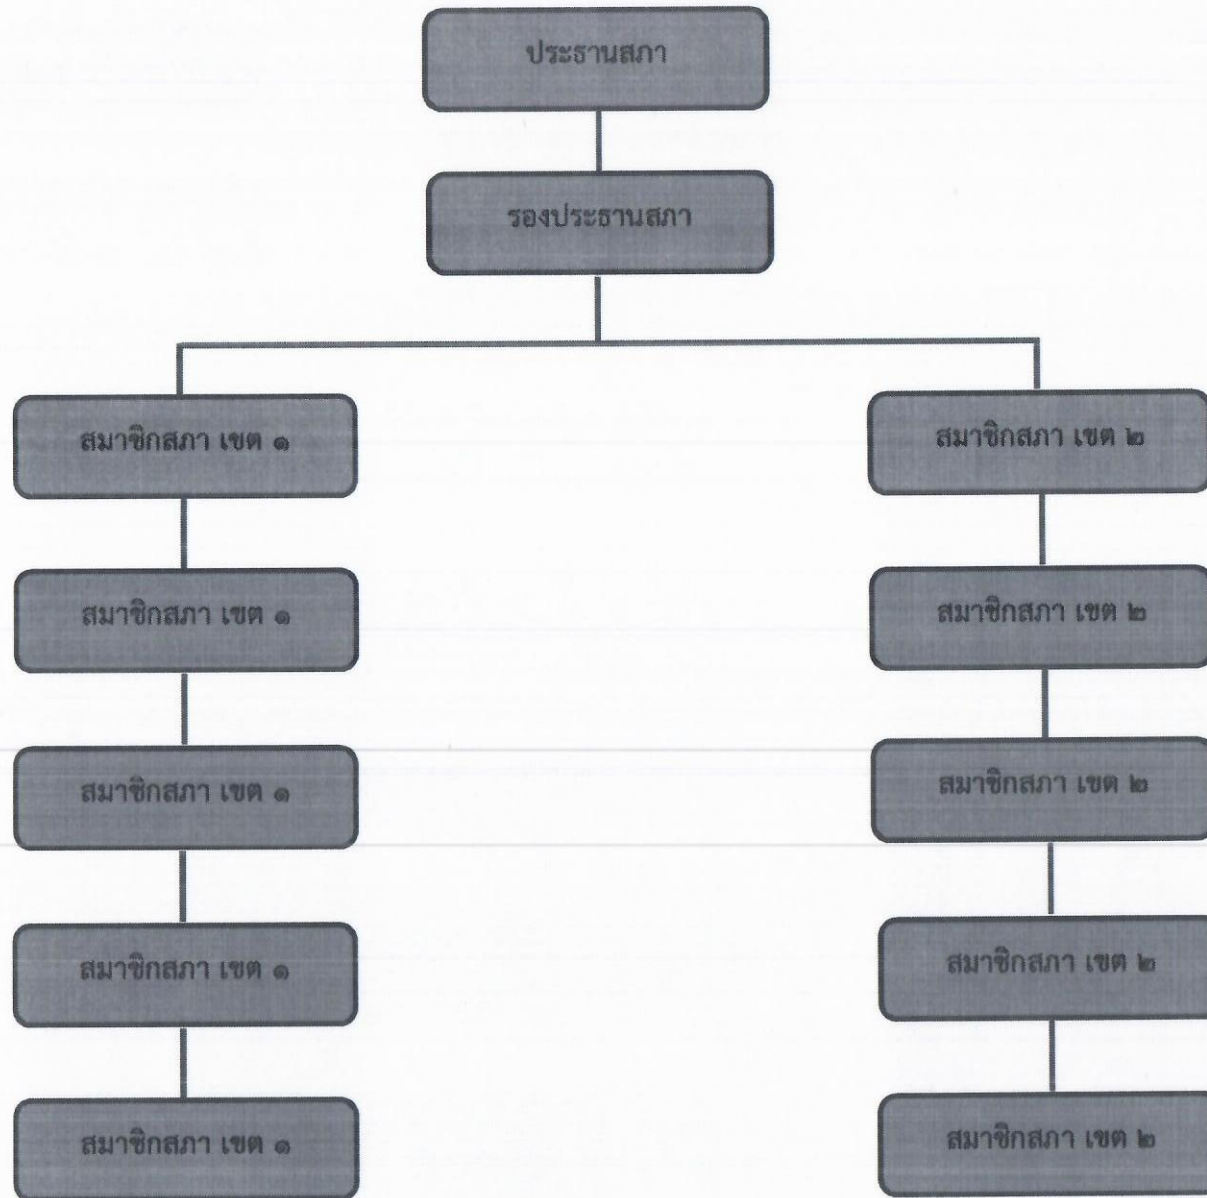 ประธานสภา
รองประธานสภา
สมาชิกสภา เขต ๑
สมาชิกสภา เขต ๒
สมาชิกสภา เขต ๑
สมาชิกสภา เขต ๒
สมาชิกสภา เขต ๑
สมาชิกสภา เขต ๒
สมาชิกสภา เขต ๑
สมาชิกสภา เขต ๒
สมาชิกสภา เขต ๑
สมาชิกสภา เขต ๒